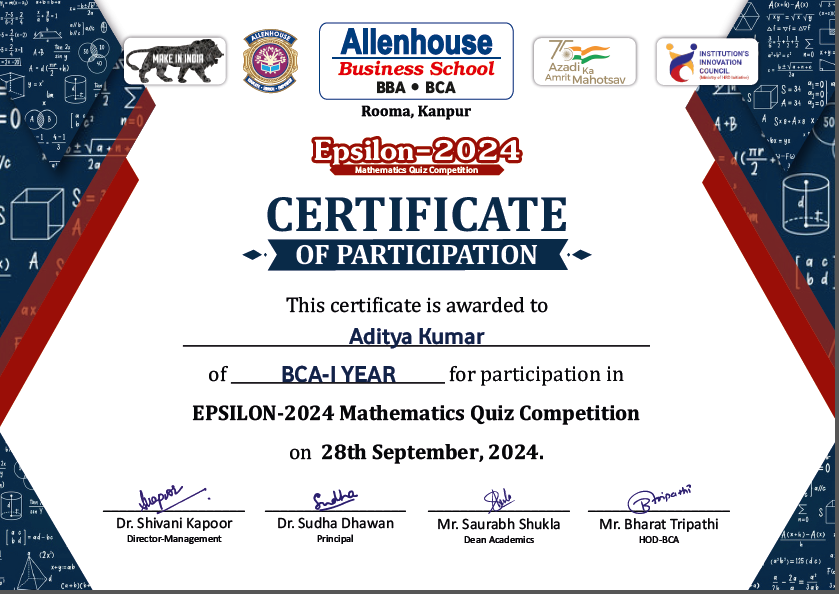 MAKE IN INDIA
ALLENHOUSE
Allenhouse
Business School
BBA • BCA
Rooma, Kanpur
75
Azadi Ka
Amrit Mahotsav
INSTITUTION'S
INNOVATION
COUNCIL
(Ministry of HRD Initiative)
Epsilon-2024
Mathematics Quiz Competition
CERTIFICATE
OF PARTICIPATION
This certificate is awarded to
Aditya Kumar
of BCA-I YEAR for participation in
EPSILON-2024 Mathematics Quiz Competition
on 28th September, 2024.
Skapoor Sudha Btripathi
Dr. Shivani Kapoor Dr. Sudha Dhawan Mr. Saurabh Shukla Mr. Bharat Tripathi
Director-Management Principal Dean Academics HOD-BCA